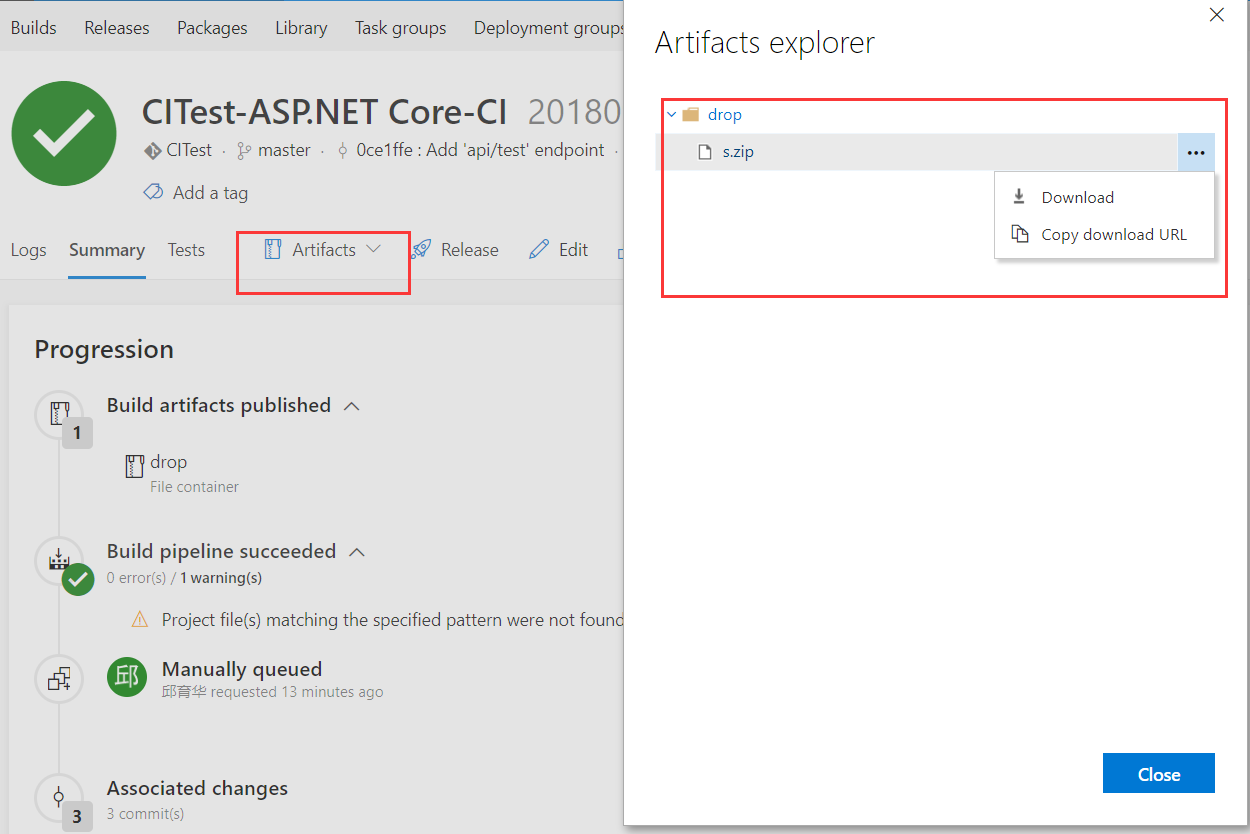 Builds Releases Packages Library Task groups Deployment groups
CITest-ASP.NET Core-CI 20180
CITest · master · 0ce1ffe : Add 'api/test' endpoint ·
Add a tag
Logs Summary Tests Artifacts Release Edit
Progression
Build artifacts published
1
drop
File container
Build pipeline succeeded
0 error(s) / 1 warning(s)
Project file(s) matching the specified pattern were not found
邱
Manually queued
邱育华 requested 13 minutes ago
Associated changes
3
3 commit(s)
Artifacts explorer
drop
s.zip
Download
Copy download URL
Close